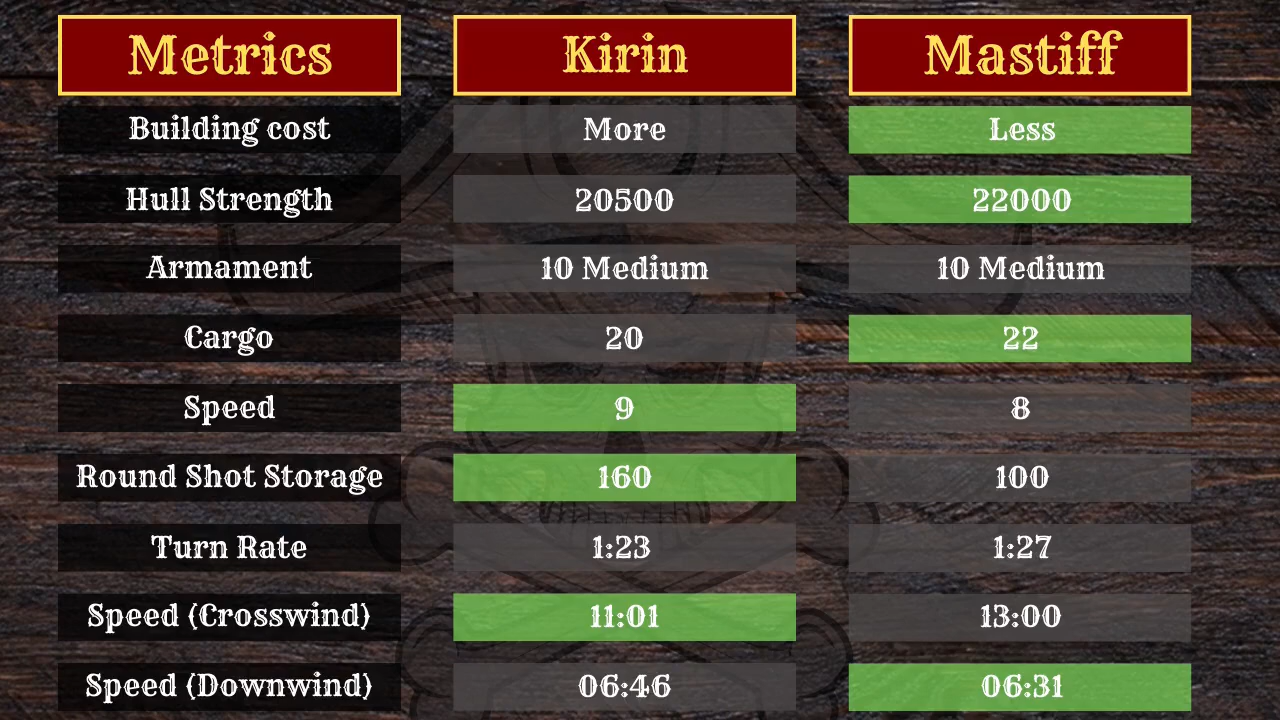 Metrics Kirin Mastiff
Building cost More Less
Hull Strength 20500 22000
Armament 10 Medium 10 Medium
Cargo 20 22
Speed 9 8
Round Shot Storage 160 100
Turn Rate 1:23 1:27
Speed (Crosswind) 11:01 13:00
Speed (Downwind) 06:46 06:31